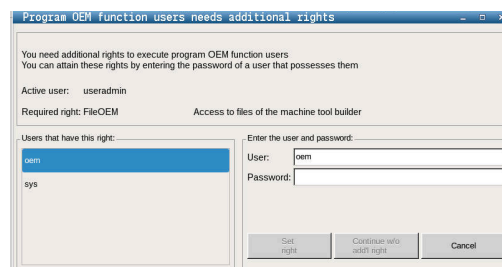 Program OEM function users needs additional rights
You need additional rights to execute program OEM function users
You can attain these rights by entering the password of a user that possesses them
Active user: useradmin
Required right: FileOEM Access to files of the machine tool builder
Users that have this right:
oem
sys
Enter the user and password:
User: oem
Password:
Set
right
Continue w/o
add'l right
Cancel